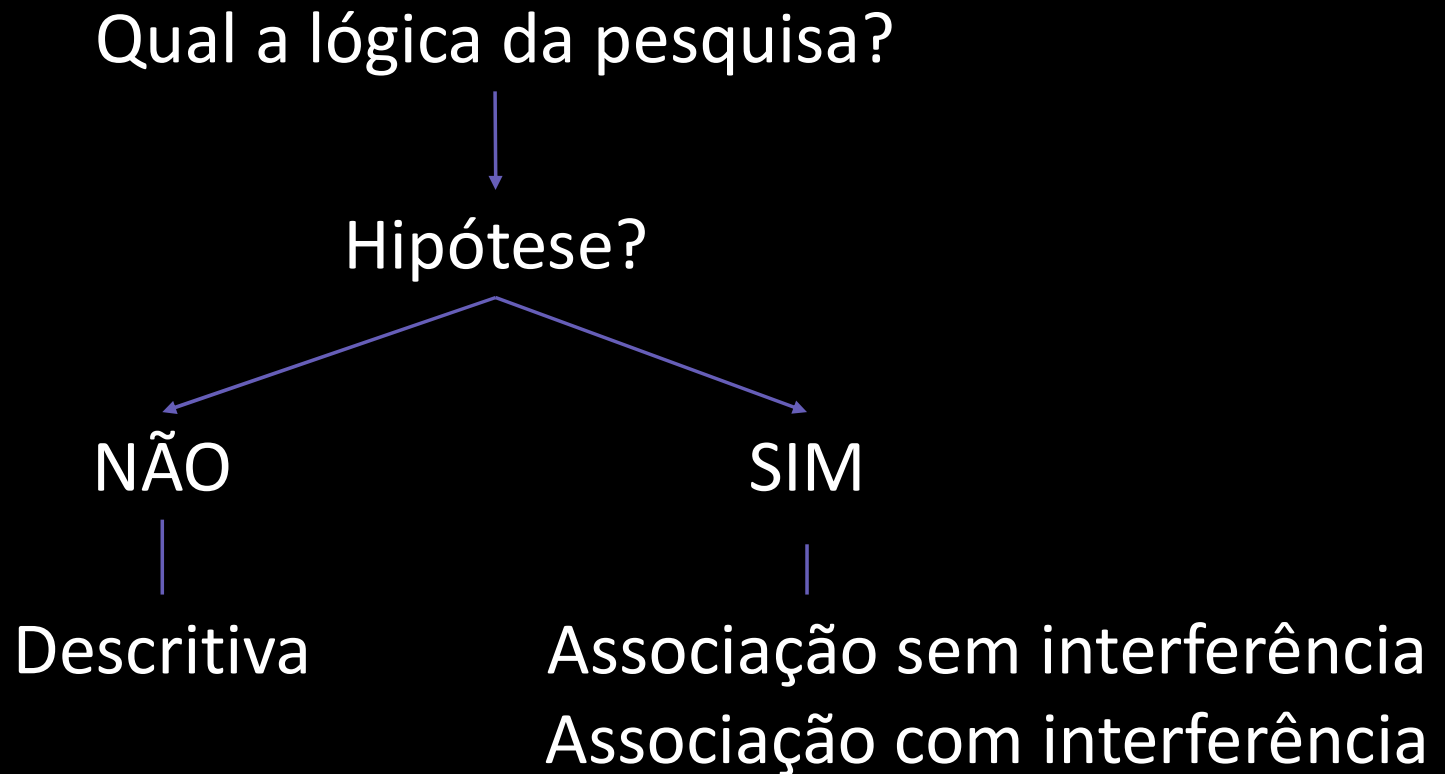 Qual a lógica da pesquisa?
Hipótese?
NÃO
SIM
Descritiva
Associação sem interferência
Associação com interferência